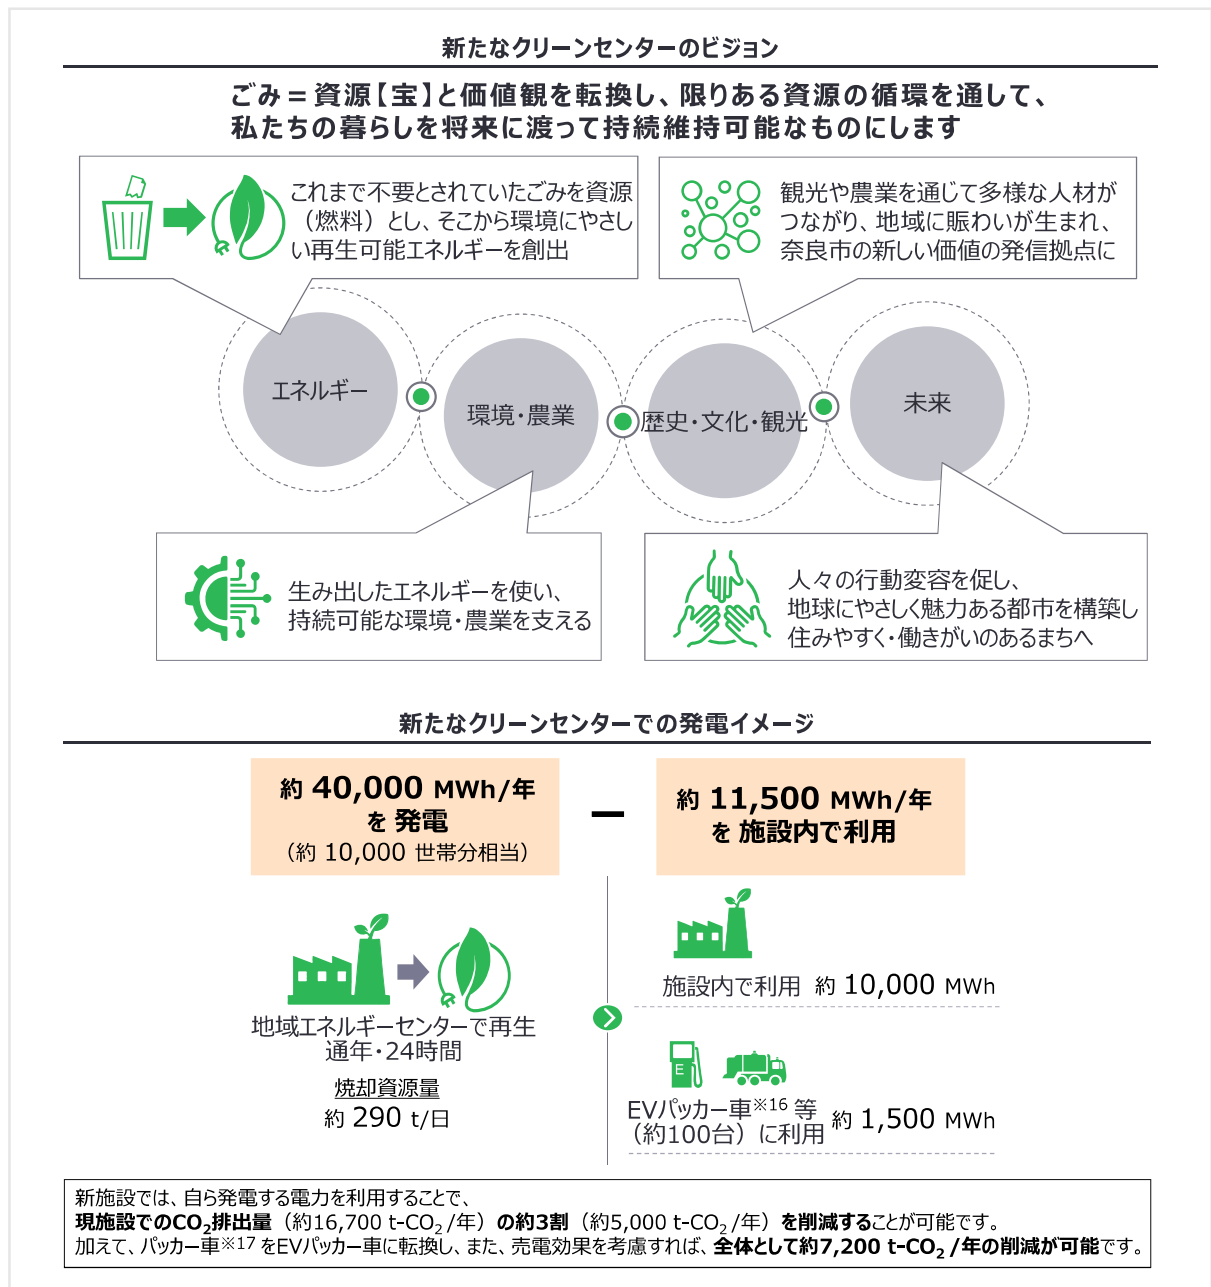 新たなクリーンセンターのビジョン
ごみ＝資源【宝】と価値観を転換し、限りある資源の循環を通して、
私たちの暮らしを将来に渡って持続維持可能なものにします
これまで不要とされていたごみを資源
（燃料）とし、そこから環境にやさし
い再生可能エネルギーを創出
観光や農業を通じて多様な人材が
つながり、地域に賑わいが生まれ、
奈良市の新しい価値の発信拠点に
エネルギー
環境・農業
歴史・文化・観光
未来
生み出したエネルギーを使い、
持続可能な環境・農業を支える
人々の行動変容を促し、
地球にやさしく魅力ある都市を構築し
住みやすく・働きがいのあるまちへ
新たなクリーンセンターでの発電イメージ
約 40,000 MWh/年
を 発電
（約 10,000 世帯分相当）
ー
約 11,500 MWh/年
を 施設内で利用
地域エネルギーセンターで再生
通年・24時間
焼却資源量
約 290 t/日
施設内で利用 約 10,000 MWh
E
EVパッカー車※16 等
（約100台）に利用 約 1,500 MWh
新施設では、自ら発電する電力を利用することで、
現施設でのCO₂排出量（約16,700 t-CO₂/年）の約3割（約5,000 t-CO₂/年）を削減することが可能です。
加えて、パッカー車※17 をEVパッカー車に転換し、また、売電効果を考慮すれば、全体として約7,200 t-CO₂/年の削減が可能です。